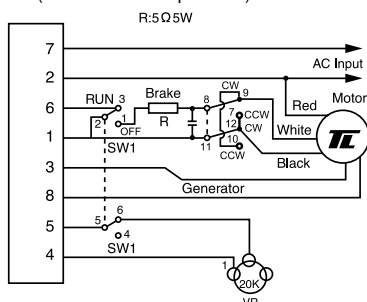 R:5Ω5W
7
AC Input
2
Brake
CW
RUN 3
8
9
Red
Motor
6
7 CCW
2 1 OFF
R
12 CW
White
TL
1
SW1
11
10
CCW
Black
3
Generator
8
6
5 5
4
SW1
4
1
20K